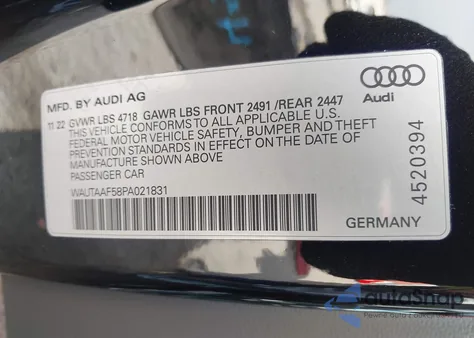 MFD. BY AUDI AG
11 22 GVWR LBS 4718 GAWR LBS FRONT 2491 /REAR 2447
THIS VEHICLE CONFORMS TO ALL APPLICABLE U.S.
FEDERAL MOTOR VEHICLE SAFETY, BUMPER AND THEFT
PREVENTION STANDARDS IN EFFECT ON THE DATE OF
MANUFACTURE SHOWN ABOVE
PASSENGER CAR
WAUTAAF58PA021831
Audi
4520394
GERMANY
autoShop